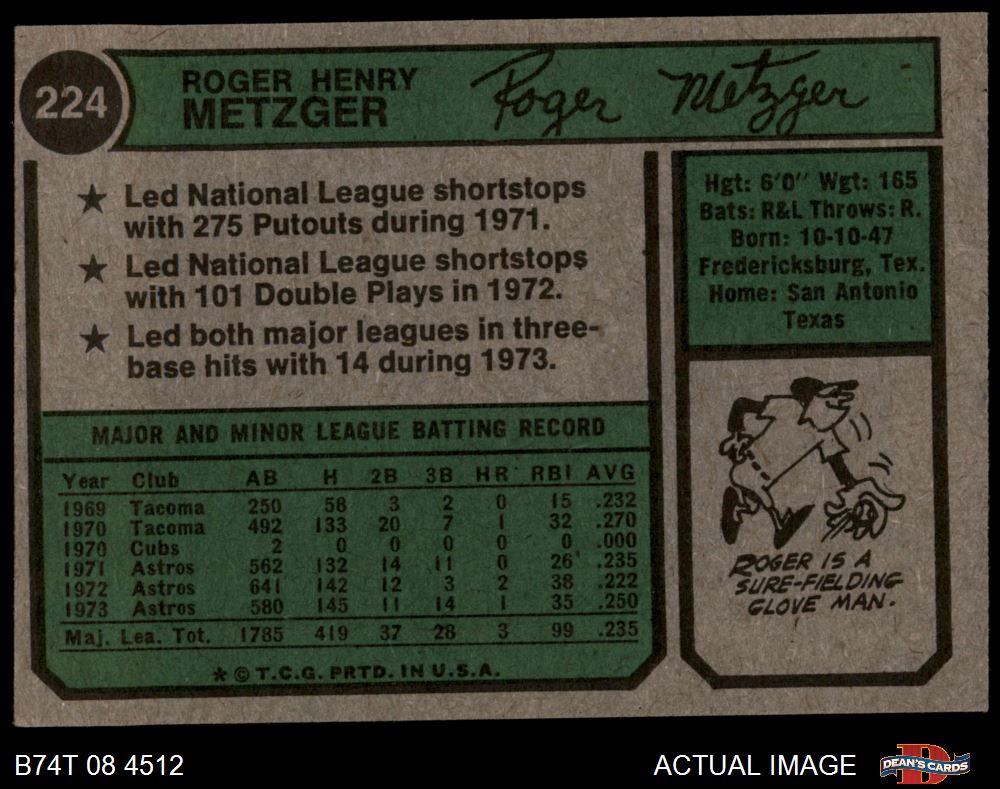 224
ROGER HENRY
METZGER
Roger Metzger
★ Led National League shortstops
with 275 Putouts during 1971.
★ Led National League shortstops
with 101 Double Plays in 1972.
★ Led both major leagues in three-
base hits with 14 during 1973.
Hgt: 6'0" Wgt: 165
Bats: R&L Throws: R.
Born: 10-10-47
Fredericksburg, Tex.
Home: San Antonio
Texas
MAJOR AND MINOR LEAGUE BATTING RECORD
Year Club AB H 2B 3B HR RBI AVG
1969 Tacoma 250 58 3 2 0 15 .232
1970 Tacoma 492 133 20 7 1 32 .270
1970 Cubs 2 0 0 0 0 0 .000
1971 Astros 562 132 14 11 0 26 .235
1972 Astros 641 142 12 3 2 38 .222
1973 Astros 580 145 11 14 1 35 .250
Maj. Lea. Tot. 1785 419 37 28 3 99 .235
* © T.C.G. PRTD. IN U.S.A.
ROGER IS A
SURE-FIELDING
GLOVE MAN.
B74T 08 4512
ACTUAL IMAGE
D
DEAN'S CARDS